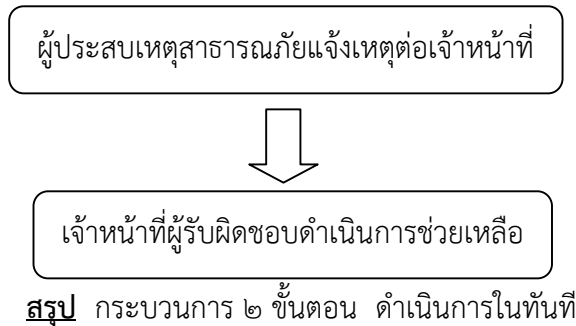 ผู้ประสบเหตุสาธารณภัยแจ้งเหตุต่อเจ้าหน้าที่
เจ้าหน้าที่ผู้รับผิดชอบดำเนินการช่วยเหลือ
สรุป กระบวนการ ๒ ขั้นตอน ดำเนินการในทันที